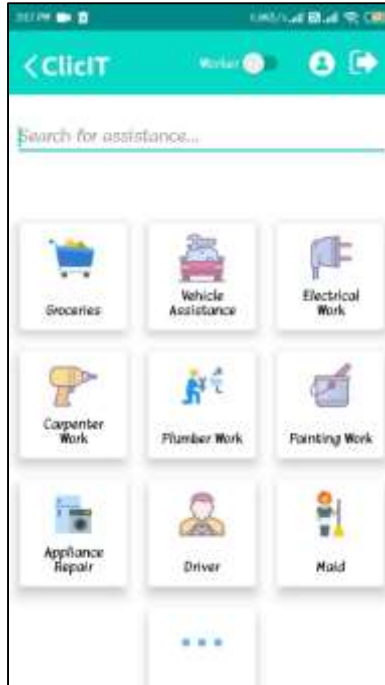 ClicIT
Worker
Search for assistance...
Groceries
Vehicle
Assistance
Electrical
Work
Carpenter
Work
Plumber Work
Painting Work
Appliance
Repair
Driver
Maid